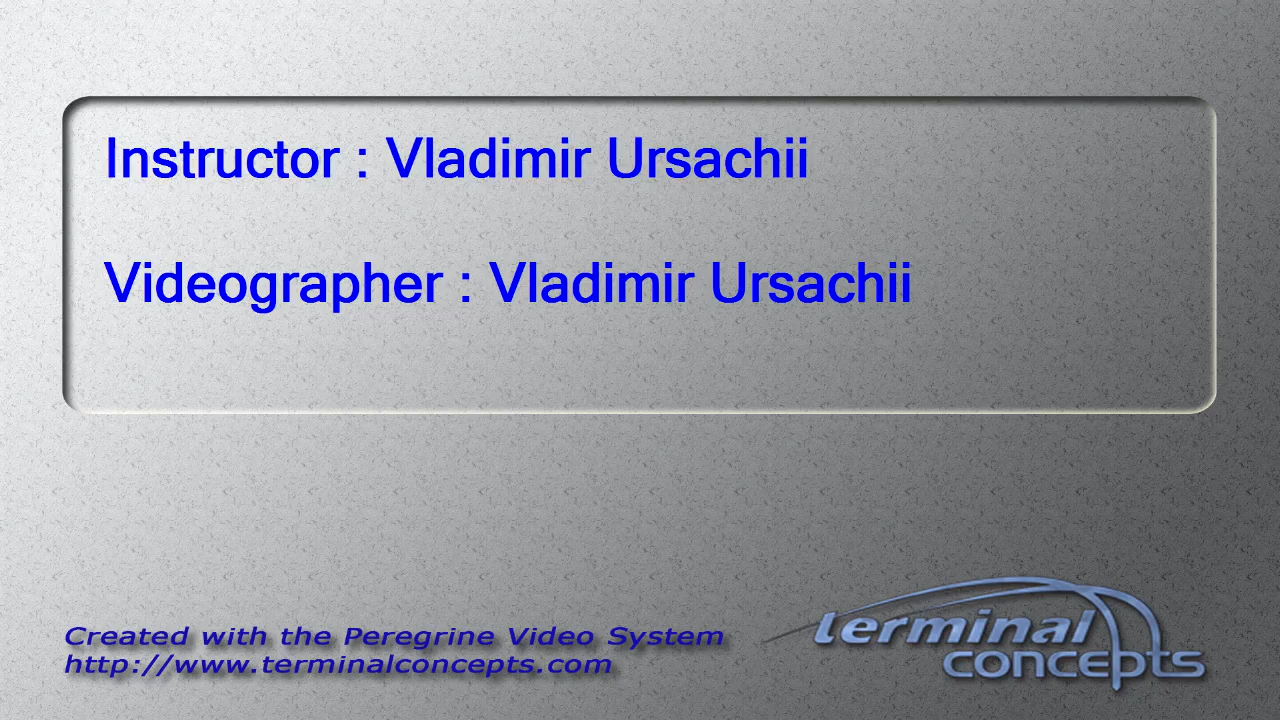 Instructor : Vladimir Ursachii
Videographer : Vladimir Ursachii
Created with the Peregrine Video System
http://www.terminalconcepts.com
terminal
concepts